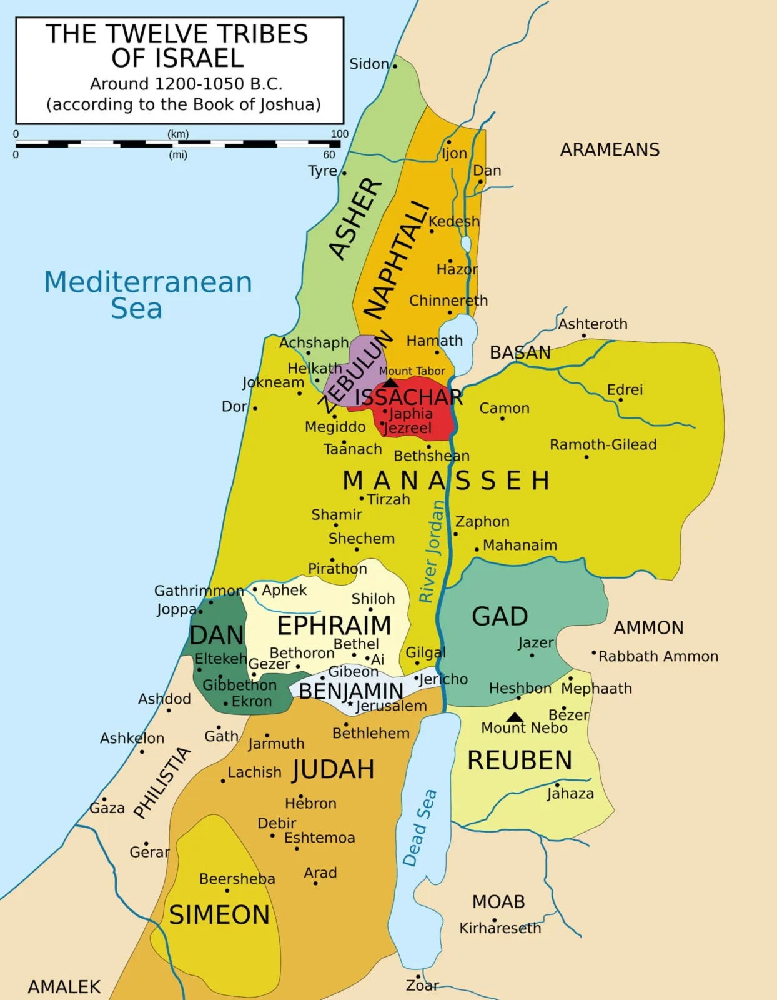 THE TWELVE TRIBES
OF ISRAEL
Around 1200-1050 B.C.
(according to the Book of Joshua)
0 (km) 100
0 (mi) 60
Sidon
ARAMEANS
Ijon
Tyre
Dan
ASHER
NAPHTALI
Kedesh
Mediterranean
Sea
Hazor
Chinnereth
Ashteroth
Achshaph
Hamath
BASAN
ZEBULUN
Helkath
Mount Tabor
Jokneam
ISSACHAR
Edrei
Dor
Japhia
Camon
Megiddo
Jezreel
Taånach
Bethshean
Ramoth-Gilead
MANASSEH
Tirzah
Shamir
River Jordan
Zaphon
Shechem
Mahanaim
Pirathon
Gathrimmon
Aphek
Joppa
Shiloh
DAN
EPHRAIM
GAD
AMMON
Bethel
Jazer
Eltekeh
Gezer
Bethoron
Ai
Gilgal
Rabbath Ammon
Gibeon
Jericho
Gibbethon
BENJAMIN
Heshbon
Mephaath
Ashdod
Ekron
Jerusalem
Bezer
Ashkelon
Gath
Jarmuth
Bethlehem
Mount Nebo
PHILISTIA
Lachish
JUDAH
REUBEN
Gaza
Hebron
Jahaza
Debir
Dead Sea
Gerar
Eshtemoa
Beersheba
Arad
SIMEON
MOAB
Kirhareseth
AMALEK
Zoar